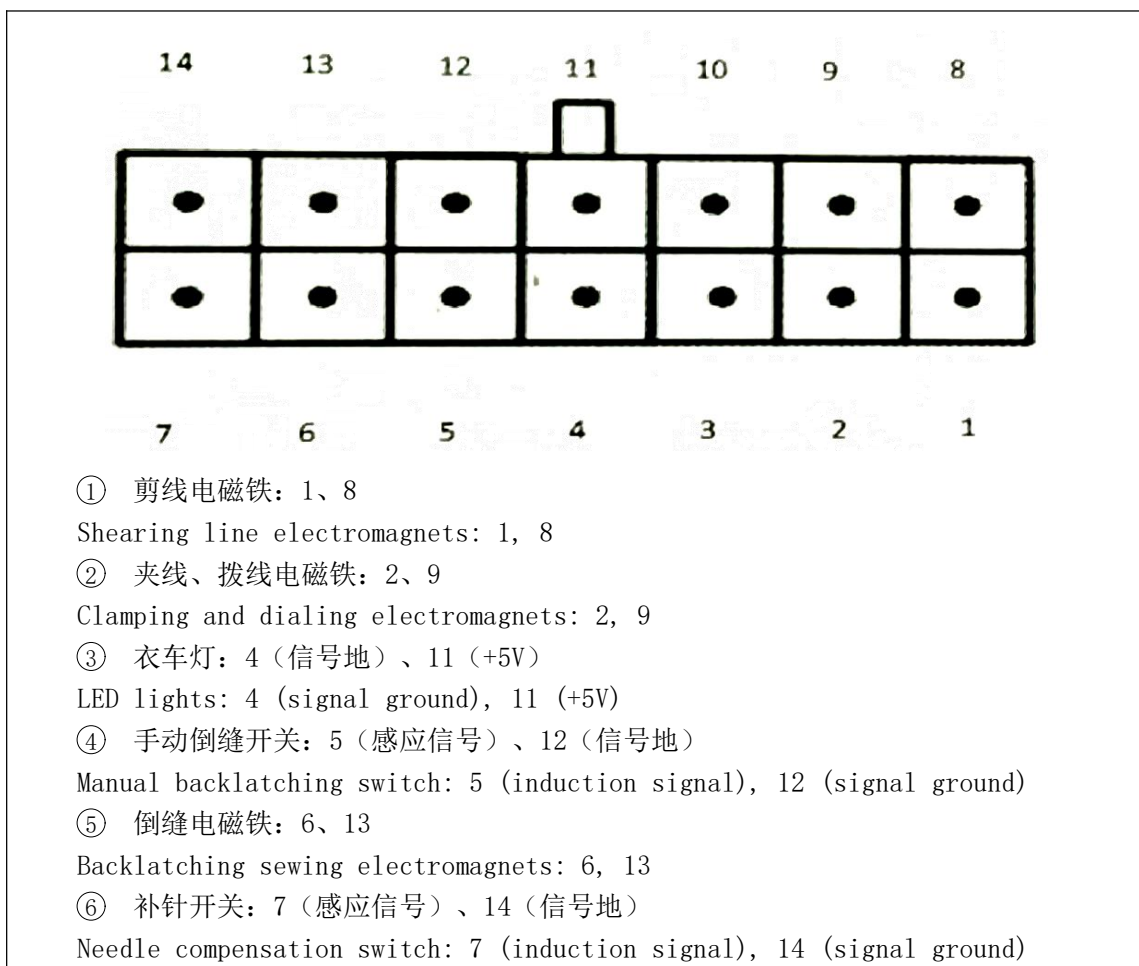 14 13 12 11 10 9 8
7 6 5 4 3 2 1
① 剪线电磁铁：1、8
Shearing line electromagnets: 1, 8
② 夹线、拨线电磁铁：2、9
Clamping and dialing electromagnets: 2, 9
③ 衣车灯：4（信号地）、11（+5V）
LED lights: 4 (signal ground), 11 (+5V)
④ 手动倒缝开关：5（感应信号）、12（信号地）
Manual backlatching switch: 5 (induction signal), 12 (signal ground)
⑤ 倒缝电磁铁：6、13
Backlatching sewing electromagnets: 6, 13
⑥ 补针开关：7（感应信号）、14（信号地）
Needle compensation switch: 7 (induction signal), 14 (signal ground)